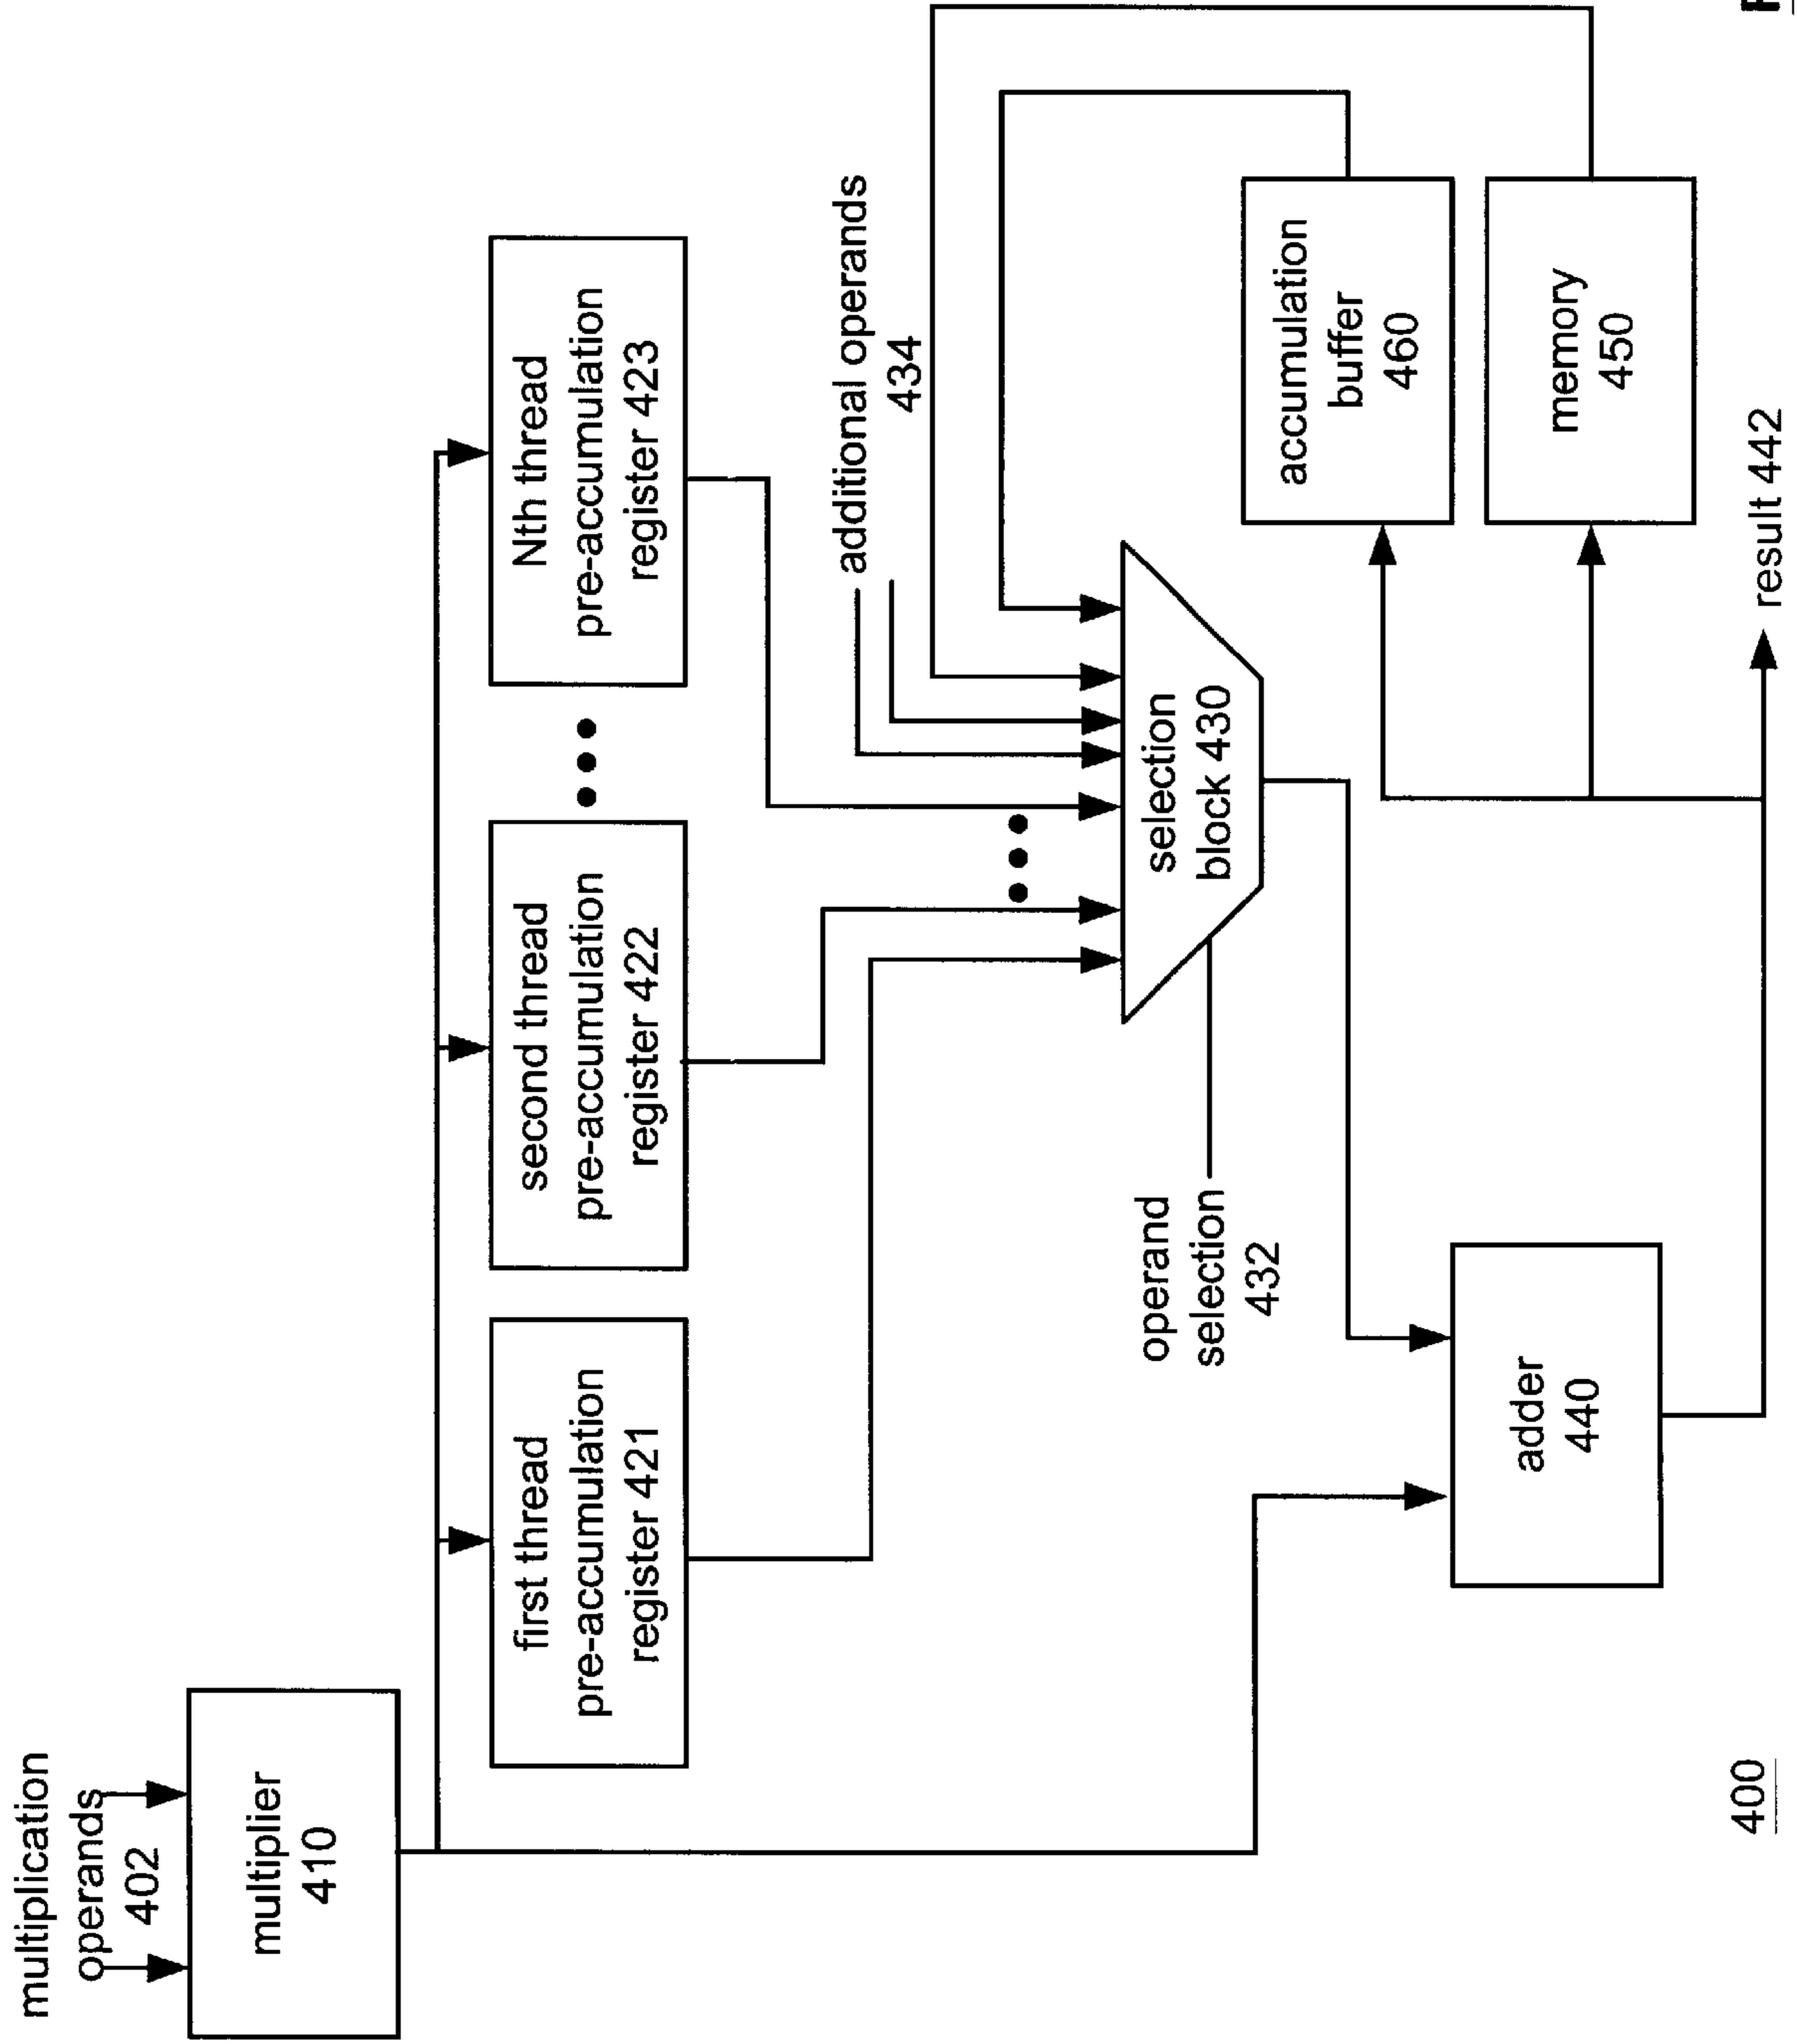 multiplication
operands
402
multiplier
410
first thread
pre-accumulation
register 421
second thread
pre-accumulation
register 422
Nth thread
pre-accumulation
register 423
additional operands
434
operand
selection
432
selection
block 430
accumulation
buffer
460
memory
450
adder
440
result 442
400